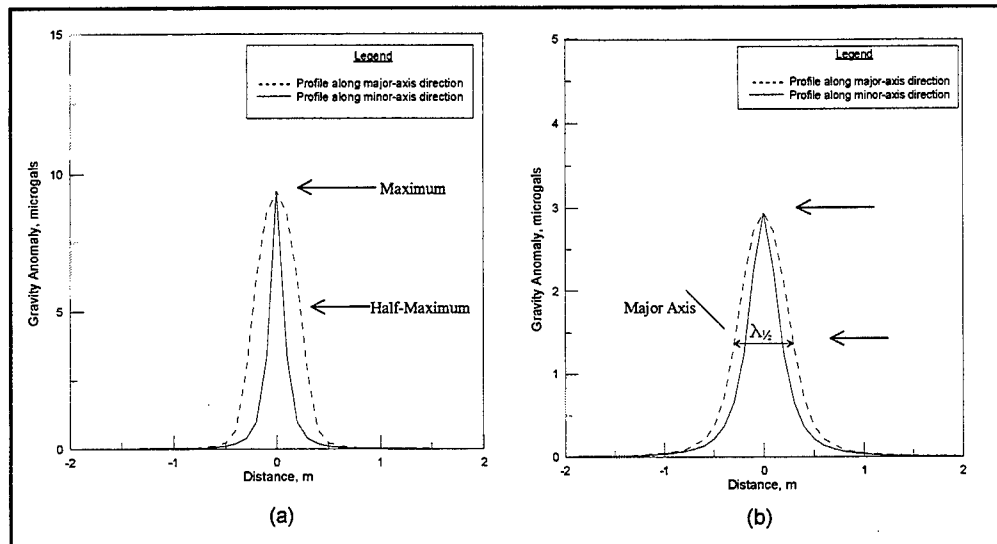 15
10
5
0
-2
-1
0
1
2
Gravity Anomaly, microgals
Distance, m
Legend
Profile along major-axis direction
Profile along minor-axis direction
Maximum
Half-Maximum
(a)
5
4
3
2
1
0
-2
-1
0
1
2
Gravity Anomaly, microgals
Distance, m
Legend
Profile along major-axis direction
Profile along minor-axis direction
Major Axis
λ½
(b)